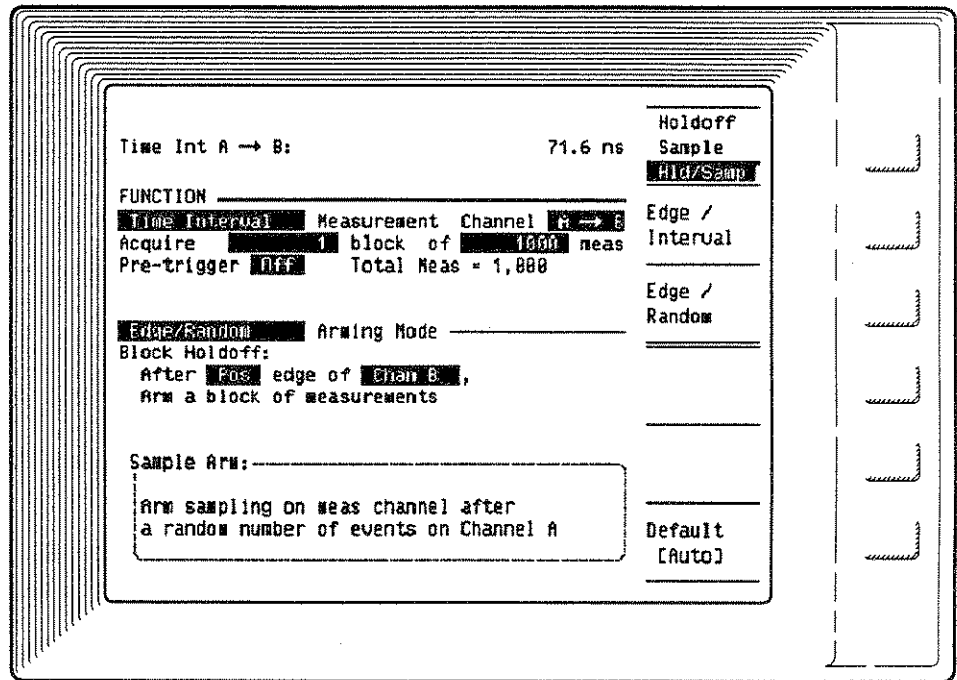 Time Int A → B: 71.6 ns
FUNCTION
Time Interval Measurement Channel A → B
Acquire 1 block of 1000 meas
Pre-trigger Off Total Meas = 1,000
Edge/Random Arming Mode
Block Holdoff:
After Pos edge of Chan B ,
Arm a block of measurements
Sample Arm:
Arm sampling on meas channel after
a random number of events on Channel A
Holdoff
Sample
Hld/Samp
Edge /
Interval
Edge /
Random
Default
[Auto]